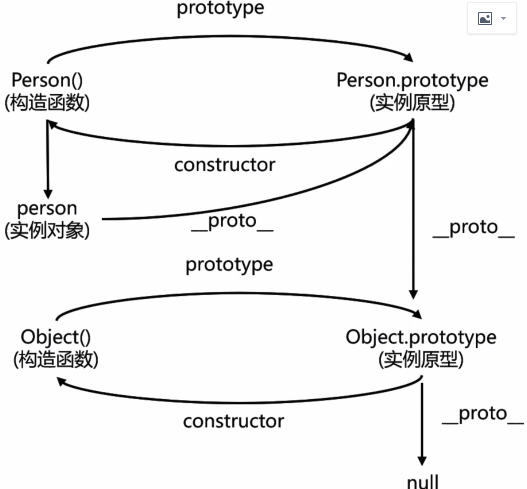 prototype
Person()
(构造函数)
Person.prototype
(实例原型)
constructor
person
(实例对象)
__proto__
__proto__
prototype
Object()
(构造函数)
Object.prototype
(实例原型)
constructor
__proto__
null